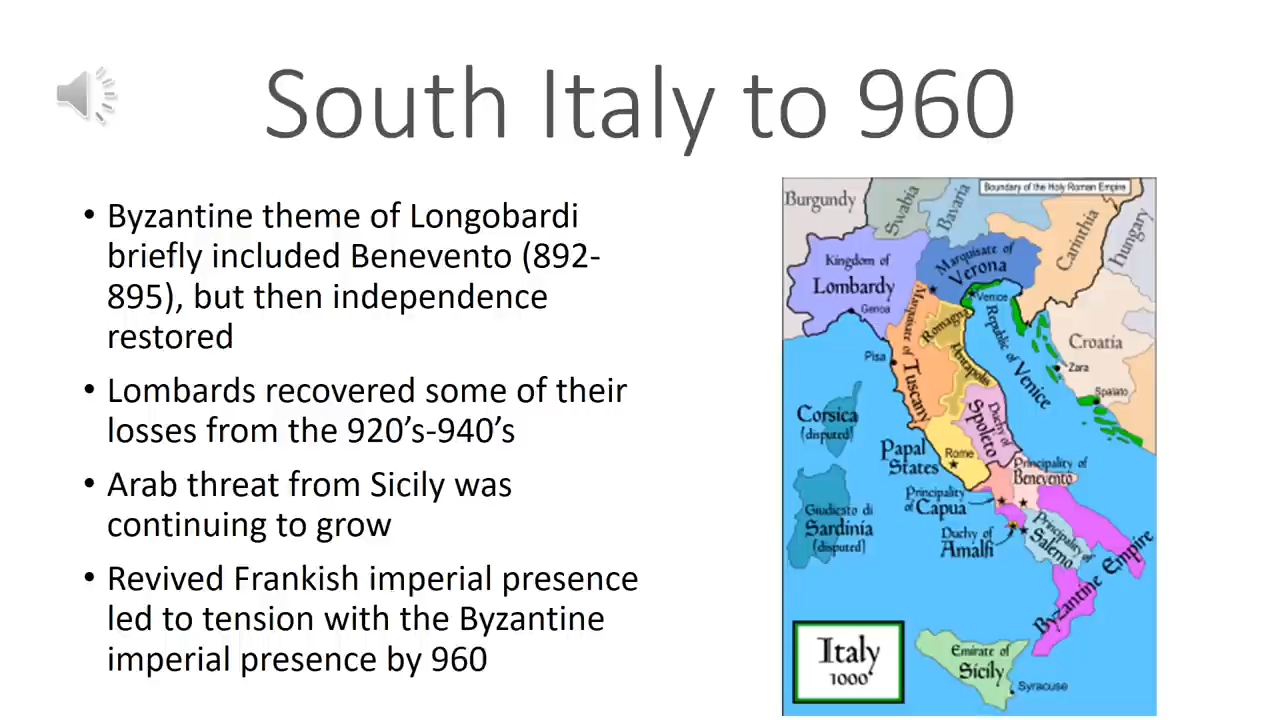 South Italy to 960
• Byzantine theme of Longobardi
briefly included Benevento (892-
895), but then independence
restored
• Lombards recovered some of their
losses from the 920’s-940’s
• Arab threat from Sicily was
continuing to grow
• Revived Frankish imperial presence
led to tension with the Byzantine
imperial presence by 960
Boundary of the Holy Roman Empire
Burgundy
Swabia
Bavaria
Carinthia
Hungary
Kingdom of
Lombardy
Marquisate of
Verona
Venice
Genoa
Romagna
Republic of Venice
Croatia
Marquisate of Tuscany
Pisa
Pentapolis
Zara
Spalato
Corsica
(disputed)
Duchy of
Spoleto
Papal
States
Rome
Principality of
Benevento
Principality
of Capua
Giudicato di
Sardinia
(disputed)
Duchy of
Amalfi
Principality of
Salerno
Byzantine Empire
Italy
1000
Emirate of
Sicily
Syracuse